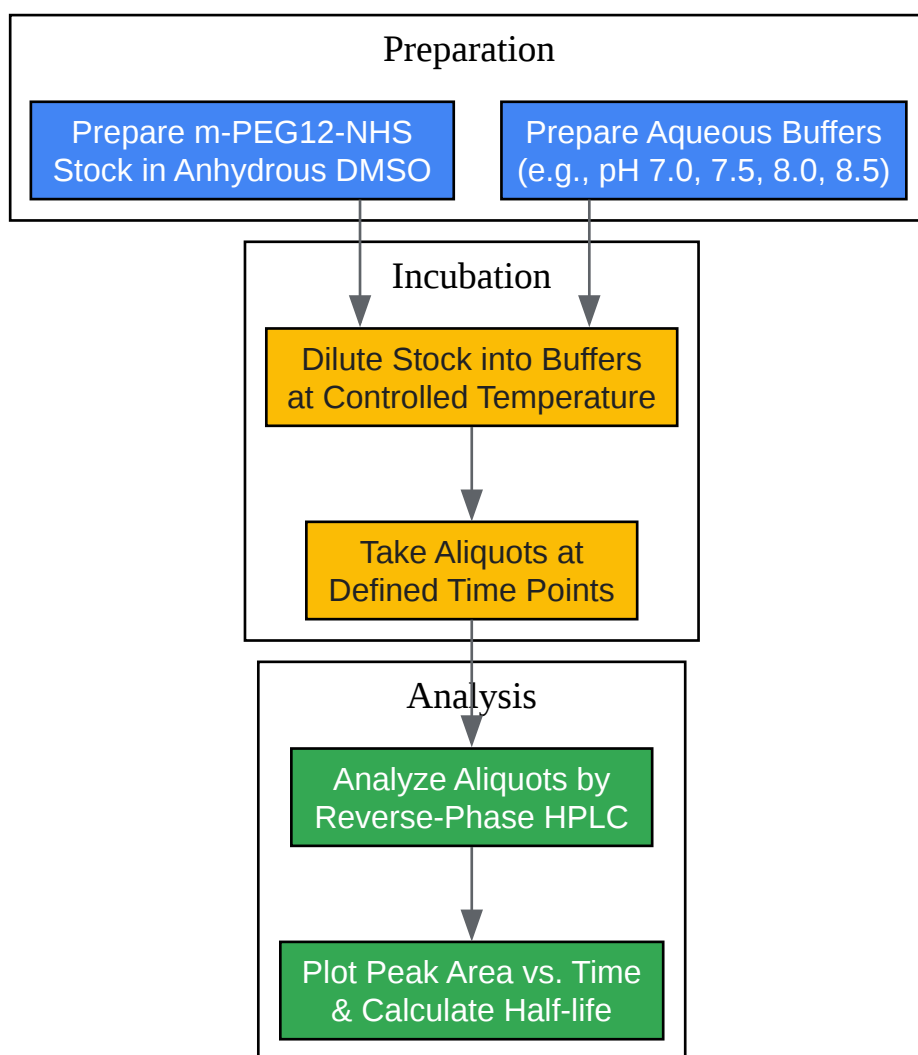 Preparation
Prepare m-PEG12-NHS
Stock in Anhydrous DMSO
Prepare Aqueous Buffers
(e.g., pH 7.0, 7.5, 8.0, 8.5)
Incubation
Dilute Stock into Buffers
at Controlled Temperature
Take Aliquots at
Defined Time Points
Analysis
Analyze Aliquots by
Reverse-Phase HPLC
Plot Peak Area vs. Time
& Calculate Half-life